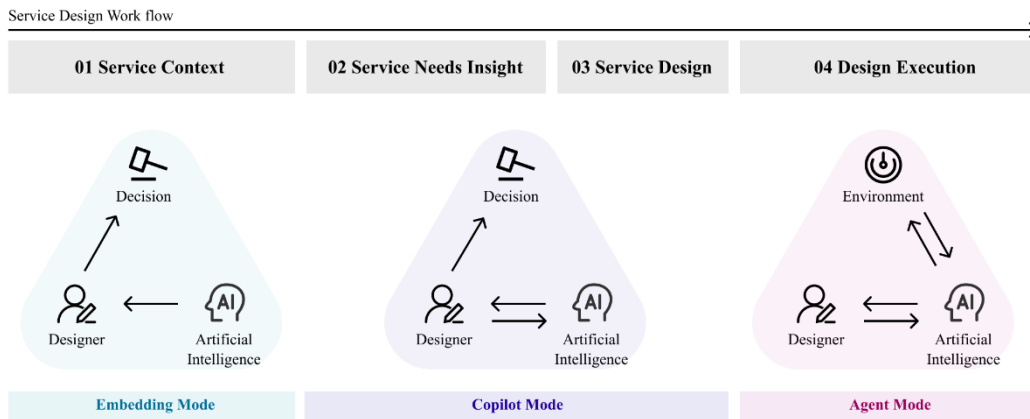 Service Design Work flow
01 Service Context
02 Service Needs Insight
03 Service Design
04 Design Execution
Decision
Designer
AI
Artificial
Intelligence
Decision
Designer
AI
Artificial
Intelligence
Environment
Designer
AI
Artificial
Intelligence
Embedding Mode
Copilot Mode
Agent Mode